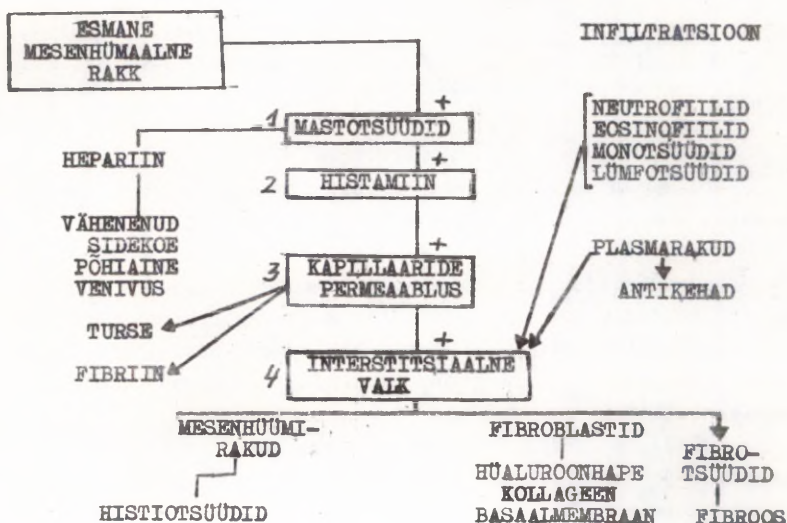 ESMANE
MESENHÜMAALNE
RAKK
INFILTRATSIOON
+
1 MASTOTSÜÜDID
NEUTROFIILID
EOSINOFIILID
MONOTSÜÜDID
LÜMFOTSÜÜDID
HEPARIIN
+
2 HISTAMIIN
VÄHENENUD
SIDEKOE
PÕHIAINE
VENIVUS
+
3 KAPILLAARIDE
PERMEAABLUS
PLASMARAKUD
ANTIKEHAD
TURSE
FIBRIIN
+
4 INTERSTITSIAALNE
VALK
MESENHÜÜMI-
RAKUD
HISTIOTSÜÜDID
FIBROBLASTID
HÜALUROONHAPE
KOLLAGEEN
BASAALMEMBRAAN
FIBRO-
TSÜÜDID
FIBROOS